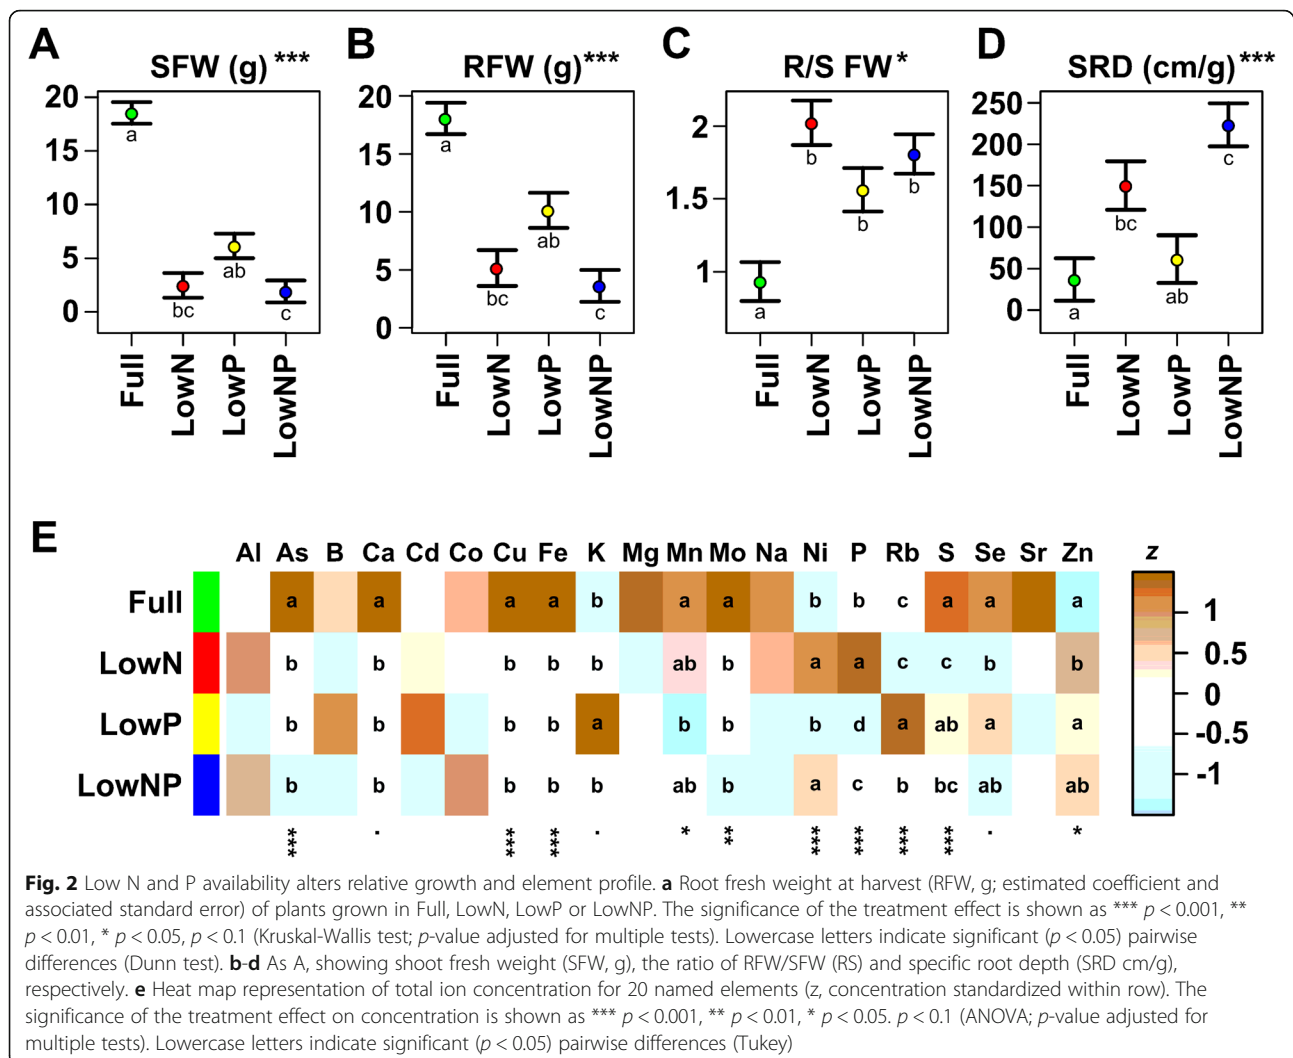 A B C D
SFW (g)*** RFW (g)*** R/S FW* SRD (cm/g)***
20
15
10
5
0
a bc ab c
Full LowN LowP LowNP
20
15
10
5
0
a bc ab c
Full LowN LowP LowNP
2
1.5
1
a b b b
Full LowN LowP LowNP
250
200
150
100
50
0
a bc ab c
Full LowN LowP LowNP
E
Al As B Ca Cd Co Cu Fe K Mg Mn Mo Na Ni P Rb S Se Sr Zn z
Full a a a a b a a b b c a a a
LowN b b b b b ab b a a c c b b
LowP b b b b a b b b d a ab a a
LowNP b b b b b ab b a c b bc ab ab
*** . *** *** . * ** *** *** *** *** . *
1
0.5
0
-0.5
-1
Fig. 2 Low N and P availability alters relative growth and element profile. a Root fresh weight at harvest (RFW, g; estimated coefficient and
associated standard error) of plants grown in Full, LowN, LowP or LowNP. The significance of the treatment effect is shown as *** p < 0.001, **
p < 0.01, * p < 0.05, p < 0.1 (Kruskal-Wallis test; p-value adjusted for multiple tests). Lowercase letters indicate significant (p < 0.05) pairwise
differences (Dunn test). b-d As A, showing shoot fresh weight (SFW, g), the ratio of RFW/SFW (RS) and specific root depth (SRD cm/g),
respectively. e Heat map representation of total ion concentration for 20 named elements (z, concentration standardized within row). The
significance of the treatment effect on concentration is shown as *** p < 0.001, ** p < 0.01, * p < 0.05. p < 0.1 (ANOVA; p-value adjusted for
multiple tests). Lowercase letters indicate significant (p < 0.05) pairwise differences (Tukey)